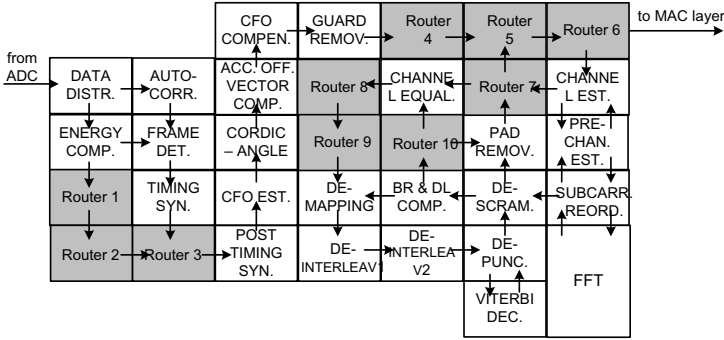 CFO
COMPEN.
GUARD
REMOV.
Router
4
Router
5
Router 6
to MAC layer
from
ADC
DATA
DISTR.
AUTO-
CORR.
ACC. OFF.
VECTOR
COMP.
Router 8
CHANNE
L EQUAL.
Router 7
CHANNE
L EST.
ENERGY
COMP.
FRAME
DET.
CORDIC
– ANGLE
Router 9
Router 10
PAD
REMOV.
PRE-
CHAN.
EST.
Router 1
TIMING
SYN.
CFO EST.
DE-
MAPPING
BR & DL
COMP.
DE-
SCRAM.
SUBCARR.
REORD.
Router 2
Router 3
POST
TIMING
SYN.
DE-
INTERLEAV1
DE-
INTERLEA
V2
DE-
PUNC.
FFT
VITERBI
DEC.